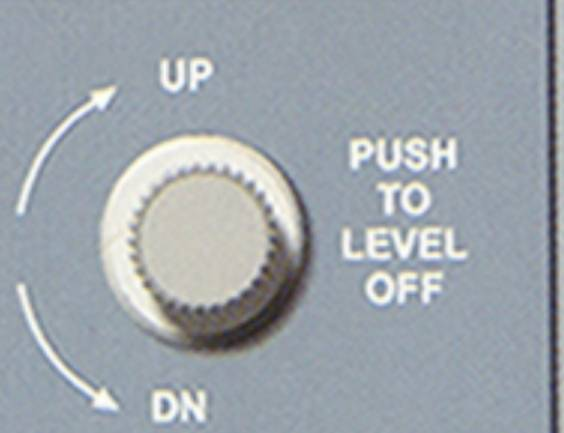 UP
PUSH
TO
LEVEL
OFF
DN